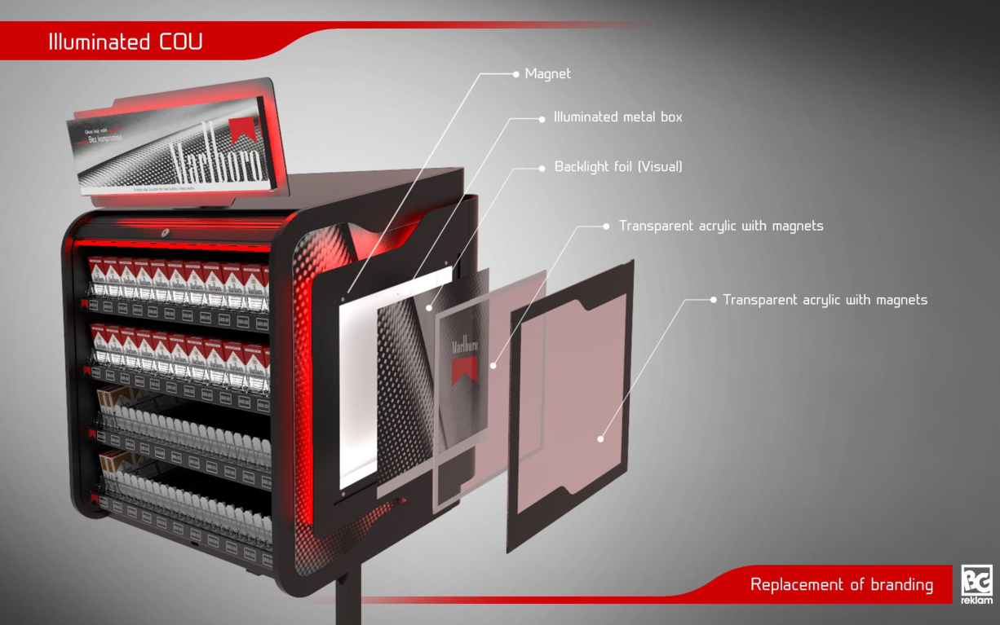 Illuminated COU
Magnet
Illuminated metal box
Backlight foil (Visual)
Transparent acrylic with magnets
Transparent acrylic with magnets
Bez kompromisa
Marlboro
Marlboro
Replacement of branding
BG
reklam